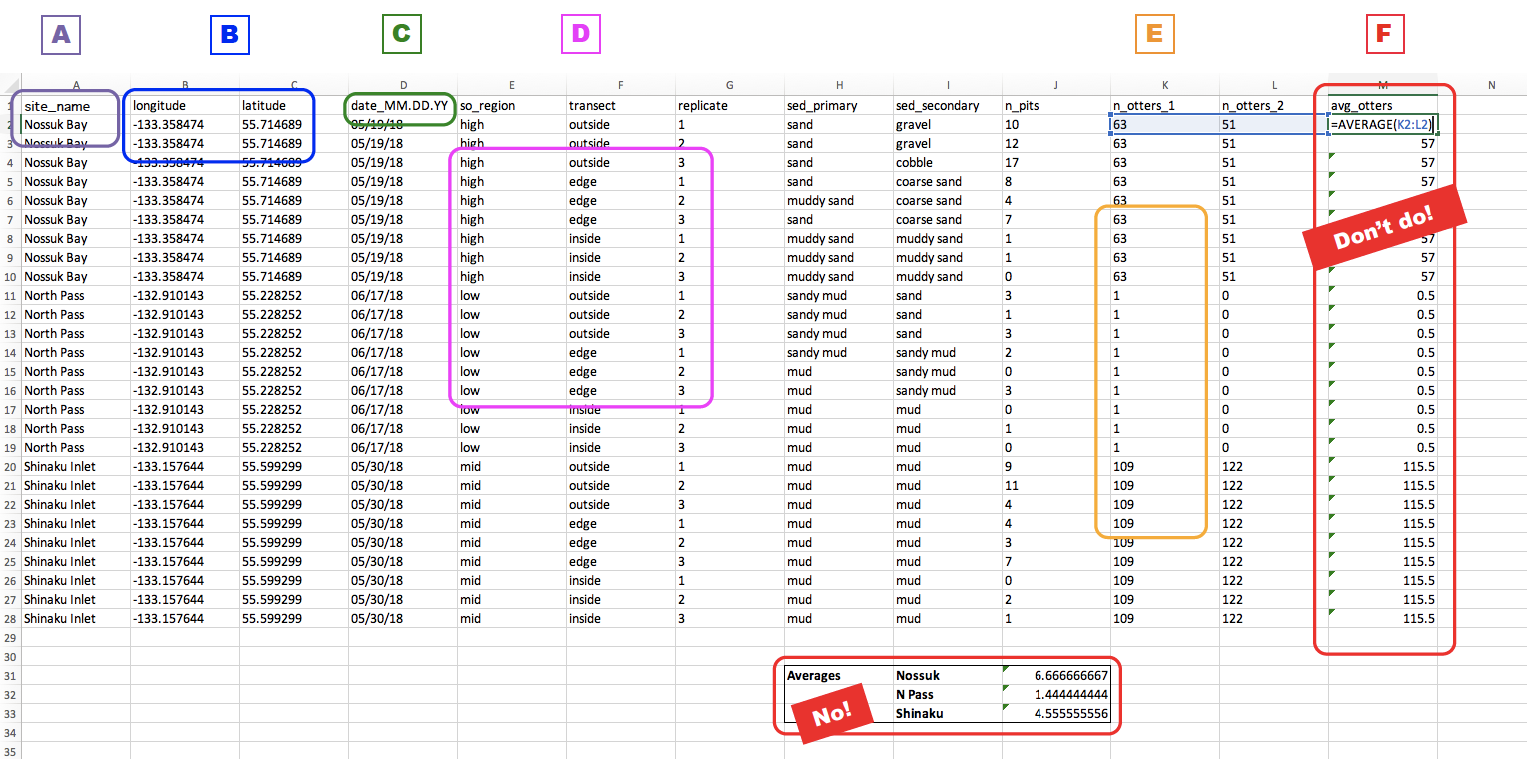 A B C D E F
A B C D E F G H I J K L M N
1 site_name longitude latitude date_MM.DD.YY so_region transect replicate sed_primary sed_secondary n_pits n_otters_1 n_otters_2 avg_otters
2 Nossuk Bay -133.358474 55.714689 05/19/18 high outside 1 sand gravel 10 63 51 =AVERAGE(K2:L2)
3 Nossuk Bay -133.358474 55.714689 05/19/18 high outside 2 sand gravel 12 63 51 57
4 Nossuk Bay -133.358474 55.714689 05/19/18 high outside 3 sand cobble 17 63 51 57
5 Nossuk Bay -133.358474 55.714689 05/19/18 high edge 1 sand coarse sand 8 63 51 57
6 Nossuk Bay -133.358474 55.714689 05/19/18 high edge 2 muddy sand coarse sand 4 63 51
7 Nossuk Bay -133.358474 55.714689 05/19/18 high edge 3 sand coarse sand 7 63 51
Don't do!
8 Nossuk Bay -133.358474 55.714689 05/19/18 high inside 1 muddy sand muddy sand 1 63 51 57
9 Nossuk Bay -133.358474 55.714689 05/19/18 high inside 2 muddy sand muddy sand 1 63 51 57
10 Nossuk Bay -133.358474 55.714689 05/19/18 high inside 3 muddy sand muddy sand 0 63 51 57
11 North Pass -132.910143 55.228252 06/17/18 low outside 1 sandy mud sand 3 1 0 0.5
12 North Pass -132.910143 55.228252 06/17/18 low outside 2 sandy mud sand 1 1 0 0.5
13 North Pass -132.910143 55.228252 06/17/18 low outside 3 sandy mud sand 3 1 0 0.5
14 North Pass -132.910143 55.228252 06/17/18 low edge 1 sandy mud sandy mud 2 1 0 0.5
15 North Pass -132.910143 55.228252 06/17/18 low edge 2 mud sandy mud 0 1 0 0.5
16 North Pass -132.910143 55.228252 06/17/18 low edge 3 mud sandy mud 3 1 0 0.5
17 North Pass -132.910143 55.228252 06/17/18 low inside 1 mud mud 0 1 0 0.5
18 North Pass -132.910143 55.228252 06/17/18 low inside 2 mud mud 1 1 0 0.5
19 North Pass -132.910143 55.228252 06/17/18 low inside 3 mud mud 0 1 0 0.5
20 Shinaku Inlet -133.157644 55.599299 05/30/18 mid outside 1 mud mud 9 109 122 115.5
21 Shinaku Inlet -133.157644 55.599299 05/30/18 mid outside 2 mud mud 11 109 122 115.5
22 Shinaku Inlet -133.157644 55.599299 05/30/18 mid outside 3 mud mud 4 109 122 115.5
23 Shinaku Inlet -133.157644 55.599299 05/30/18 mid edge 1 mud mud 4 109 122 115.5
24 Shinaku Inlet -133.157644 55.599299 05/30/18 mid edge 2 mud mud 3 109 122 115.5
25 Shinaku Inlet -133.157644 55.599299 05/30/18 mid edge 3 mud mud 7 109 122 115.5
26 Shinaku Inlet -133.157644 55.599299 05/30/18 mid inside 1 mud mud 0 109 122 115.5
27 Shinaku Inlet -133.157644 55.599299 05/30/18 mid inside 2 mud mud 2 109 122 115.5
28 Shinaku Inlet -133.157644 55.599299 05/30/18 mid inside 3 mud mud 1 109 122 115.5
29
30
31 Averages Nossuk 6.666666667
32 N Pass 1.444444444
33 Shinaku 4.555555556
No!
34
35